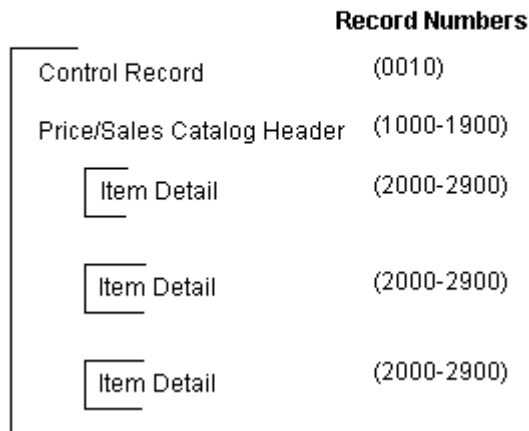 Record Numbers
Control Record (0010)
Price/Sales Catalog Header (1000-1900)
Item Detail (2000-2900)
Item Detail (2000-2900)
Item Detail (2000-2900)